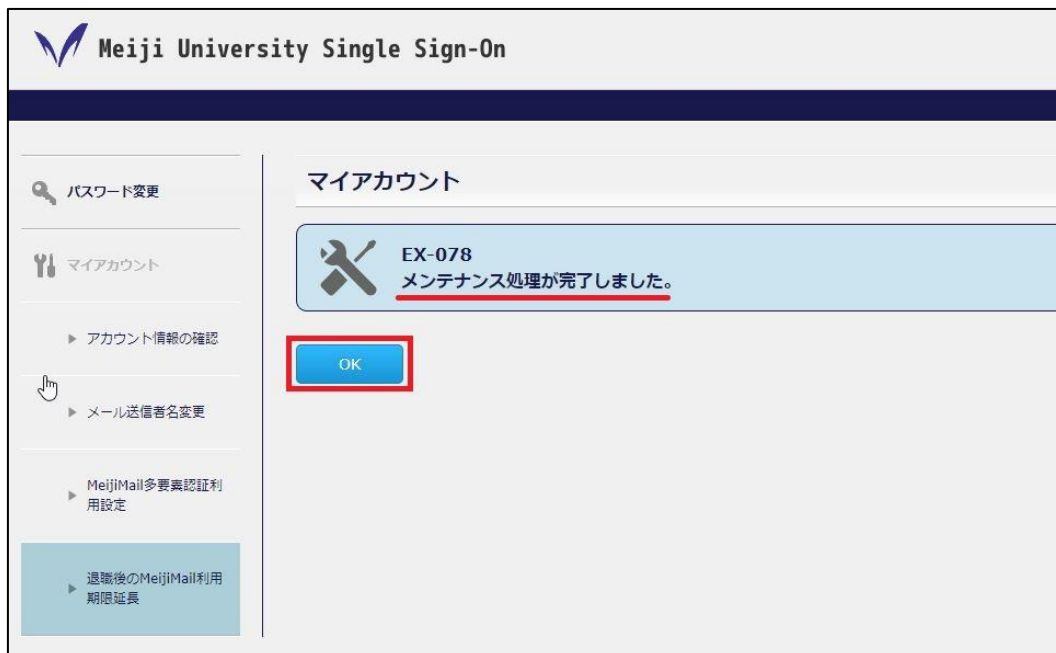 Meiji University Single Sign-On
パスワード変更
マイアカウント
アカウント情報の確認
メール送信者名変更
MeijiMail多要素認証利
用設定
退職後のMeijiMail利用
期限延長
マイアカウント
EX-078
メンテナンス処理が完了しました。
OK